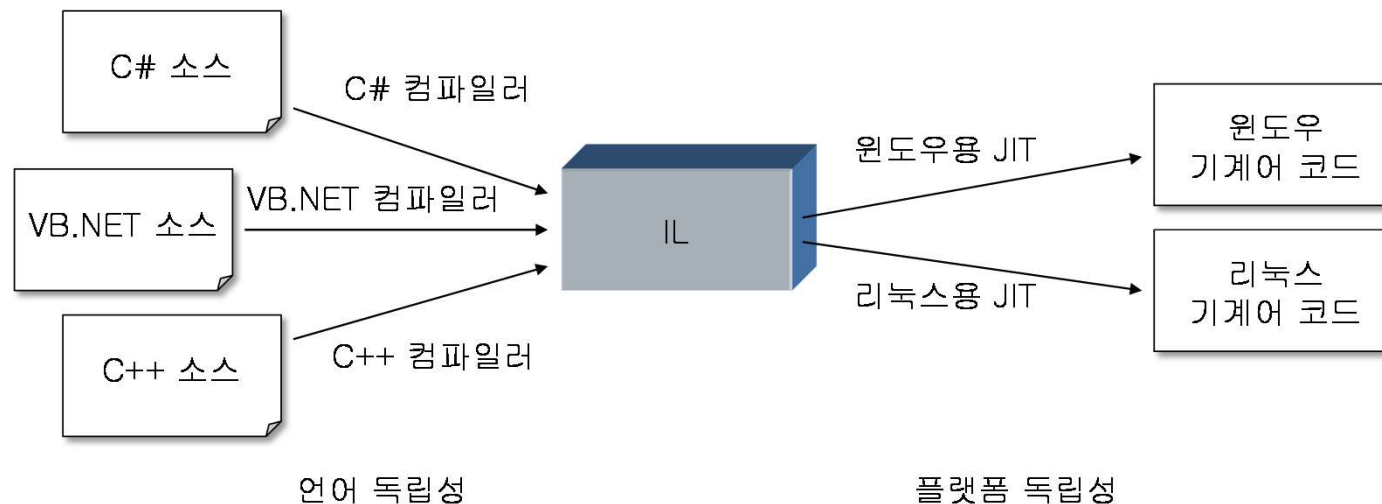 C# 소스
C# 컴파일러
VB.NET 소스
VB.NET 컴파일러
C++ 소스
C++ 컴파일러
IL
윈도우용 JIT
리눅스용 JIT
윈도우
기계어 코드
리눅스
기계어 코드
언어 독립성
플랫폼 독립성